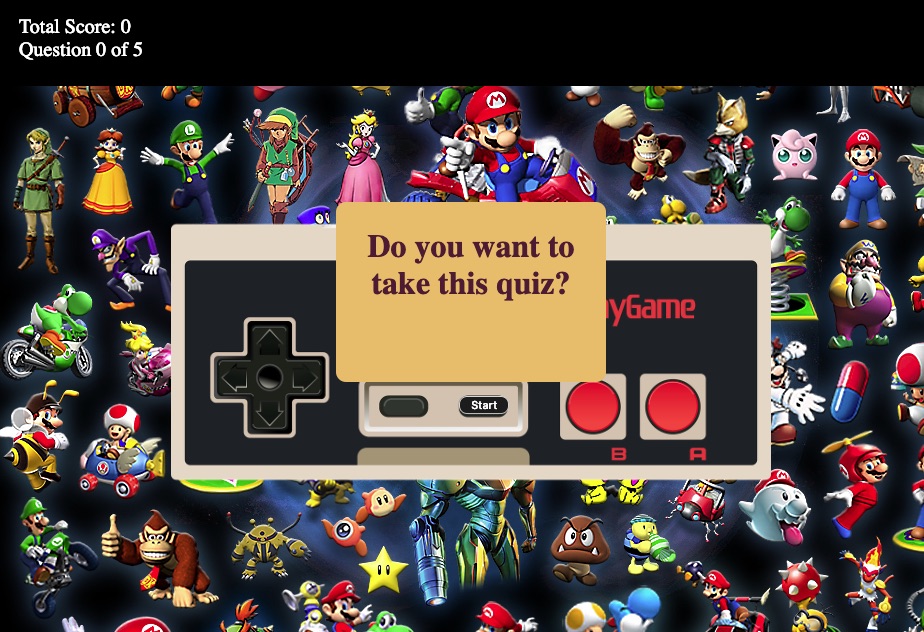 Total Score: 0
Question 0 of 5
Do you want to
take this quiz?
Start
B A